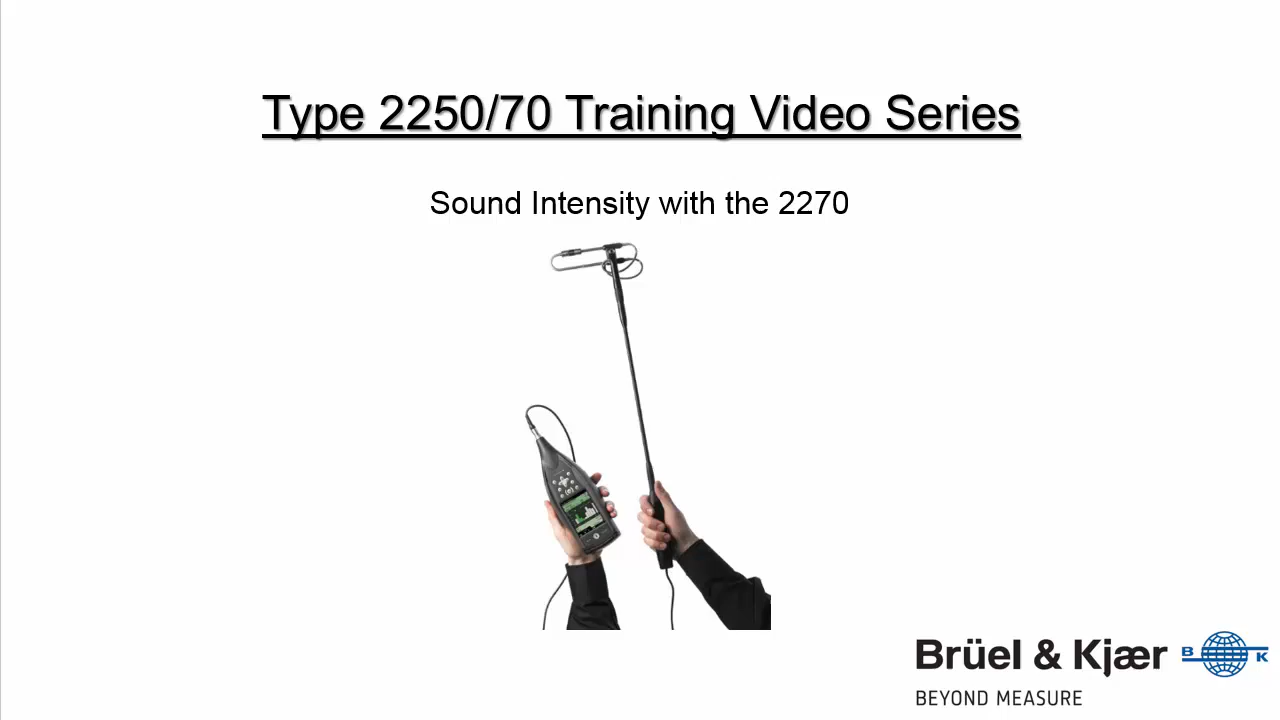 Type 2250/70 Training Video Series
Sound Intensity with the 2270
Brüel & Kjær
B K
BEYOND MEASURE